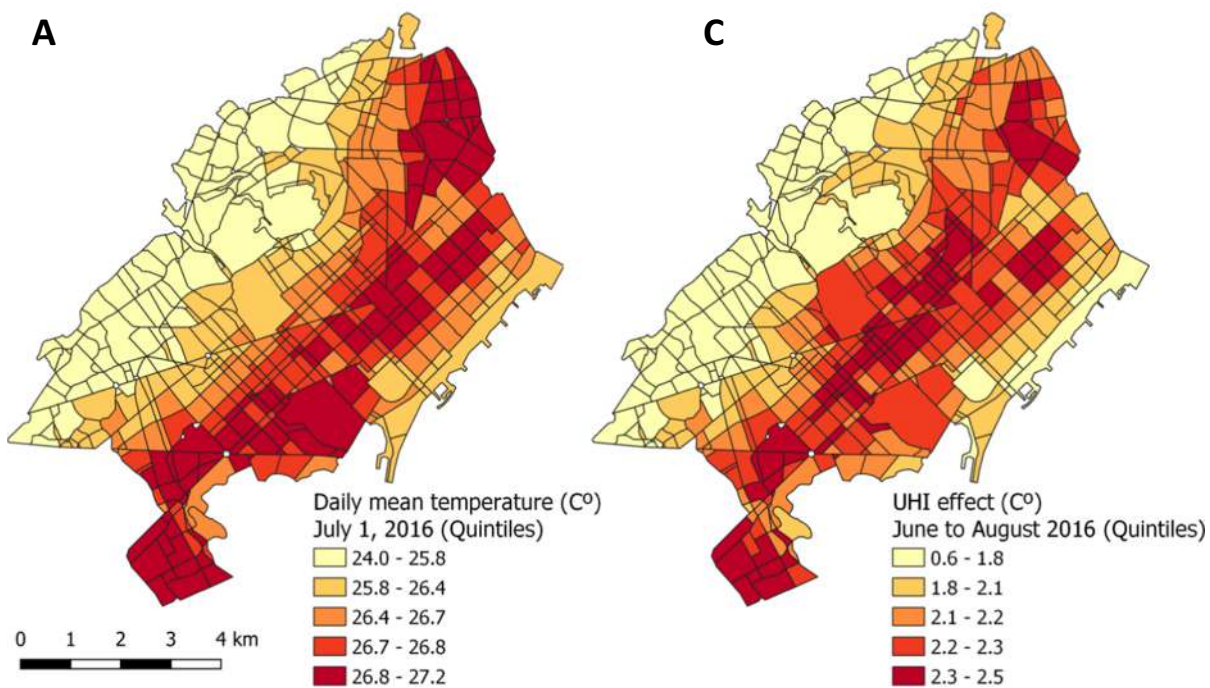 A
C
Daily mean temperature (Cº)
July 1, 2016 (Quintiles)
24.0 - 25.8
25.8 - 26.4
26.4 - 26.7
26.7 - 26.8
26.8 - 27.2
0 1 2 3 4 km
UHI effect (Cº)
June to August 2016 (Quintiles)
0.6 - 1.8
1.8 - 2.1
2.1 - 2.2
2.2 - 2.3
2.3 - 2.5